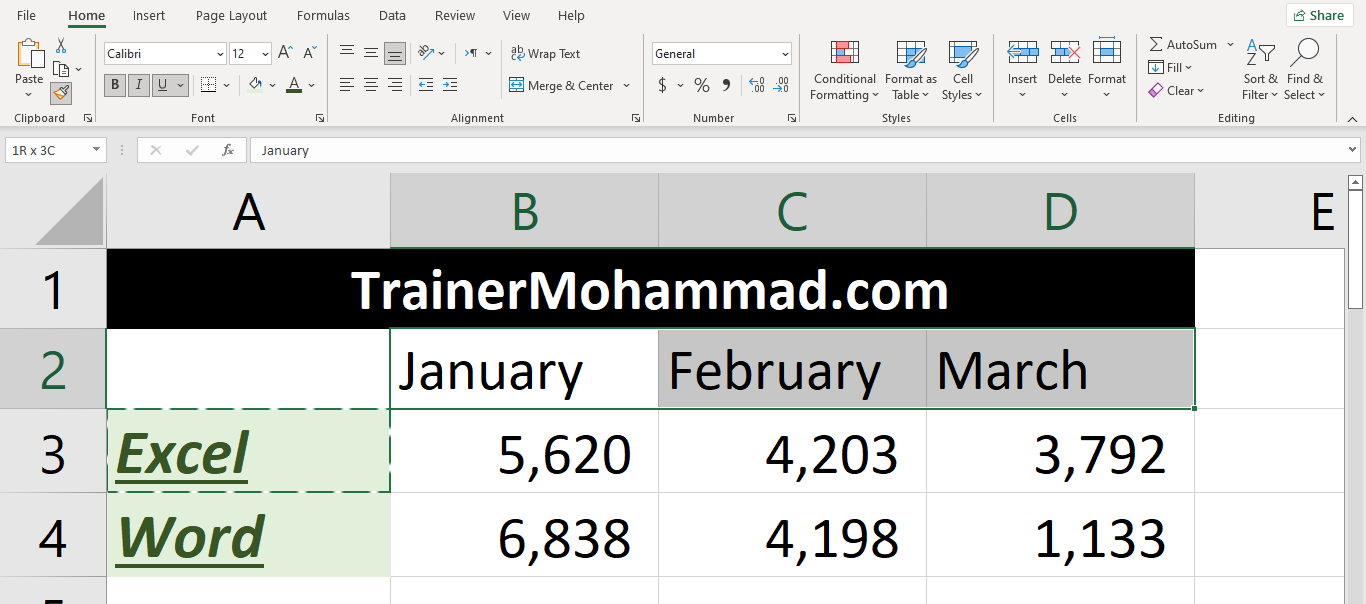 File Home Insert Page Layout Formulas Data Review View Help Share
Calibri 12 Wrap Text General AutoSum
Paste Conditional Formatting Format as Table Cell Styles Insert Delete Format Fill Sort & Filter Find & Select
B I U Merge & Center $ % Clear
Clipboard Font Alignment Number Styles Cells Editing
1R x 3C fx January
A B C D E
1 TrainerMohammad.com
2 January February March
3 Excel 5,620 4,203 3,792
4 Word 6,838 4,198 1,133